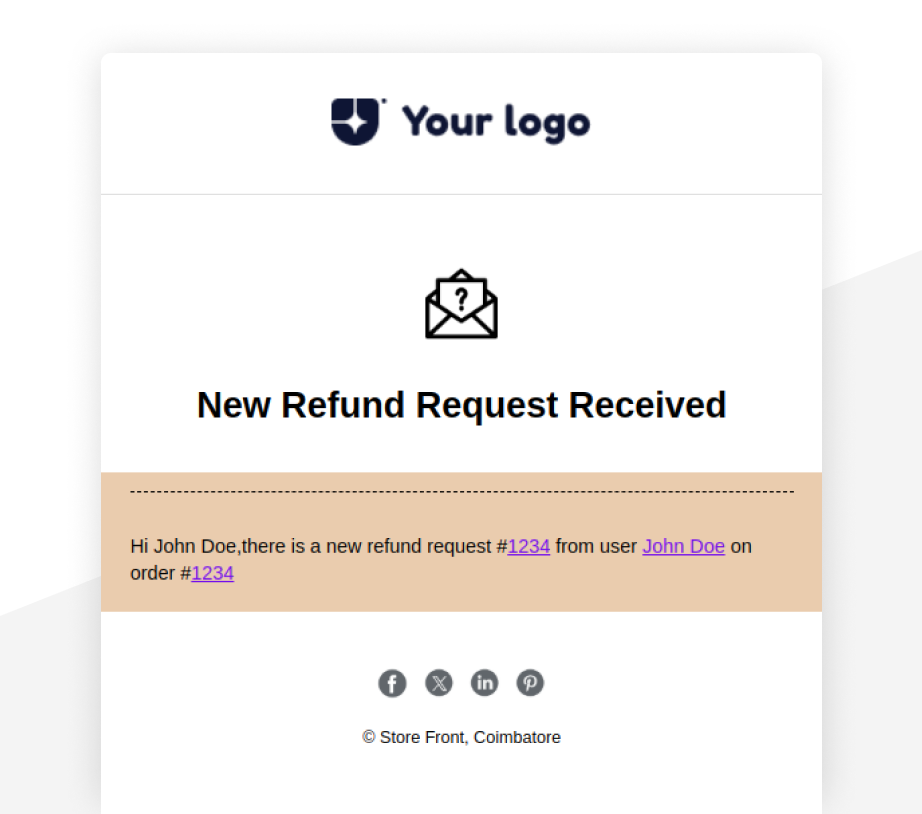 Your logo
?
New Refund Request Received
Hi John Doe,there is a new refund request #1234 from user John Doe on
order #1234
f X in P
© Store Front, Coimbatore